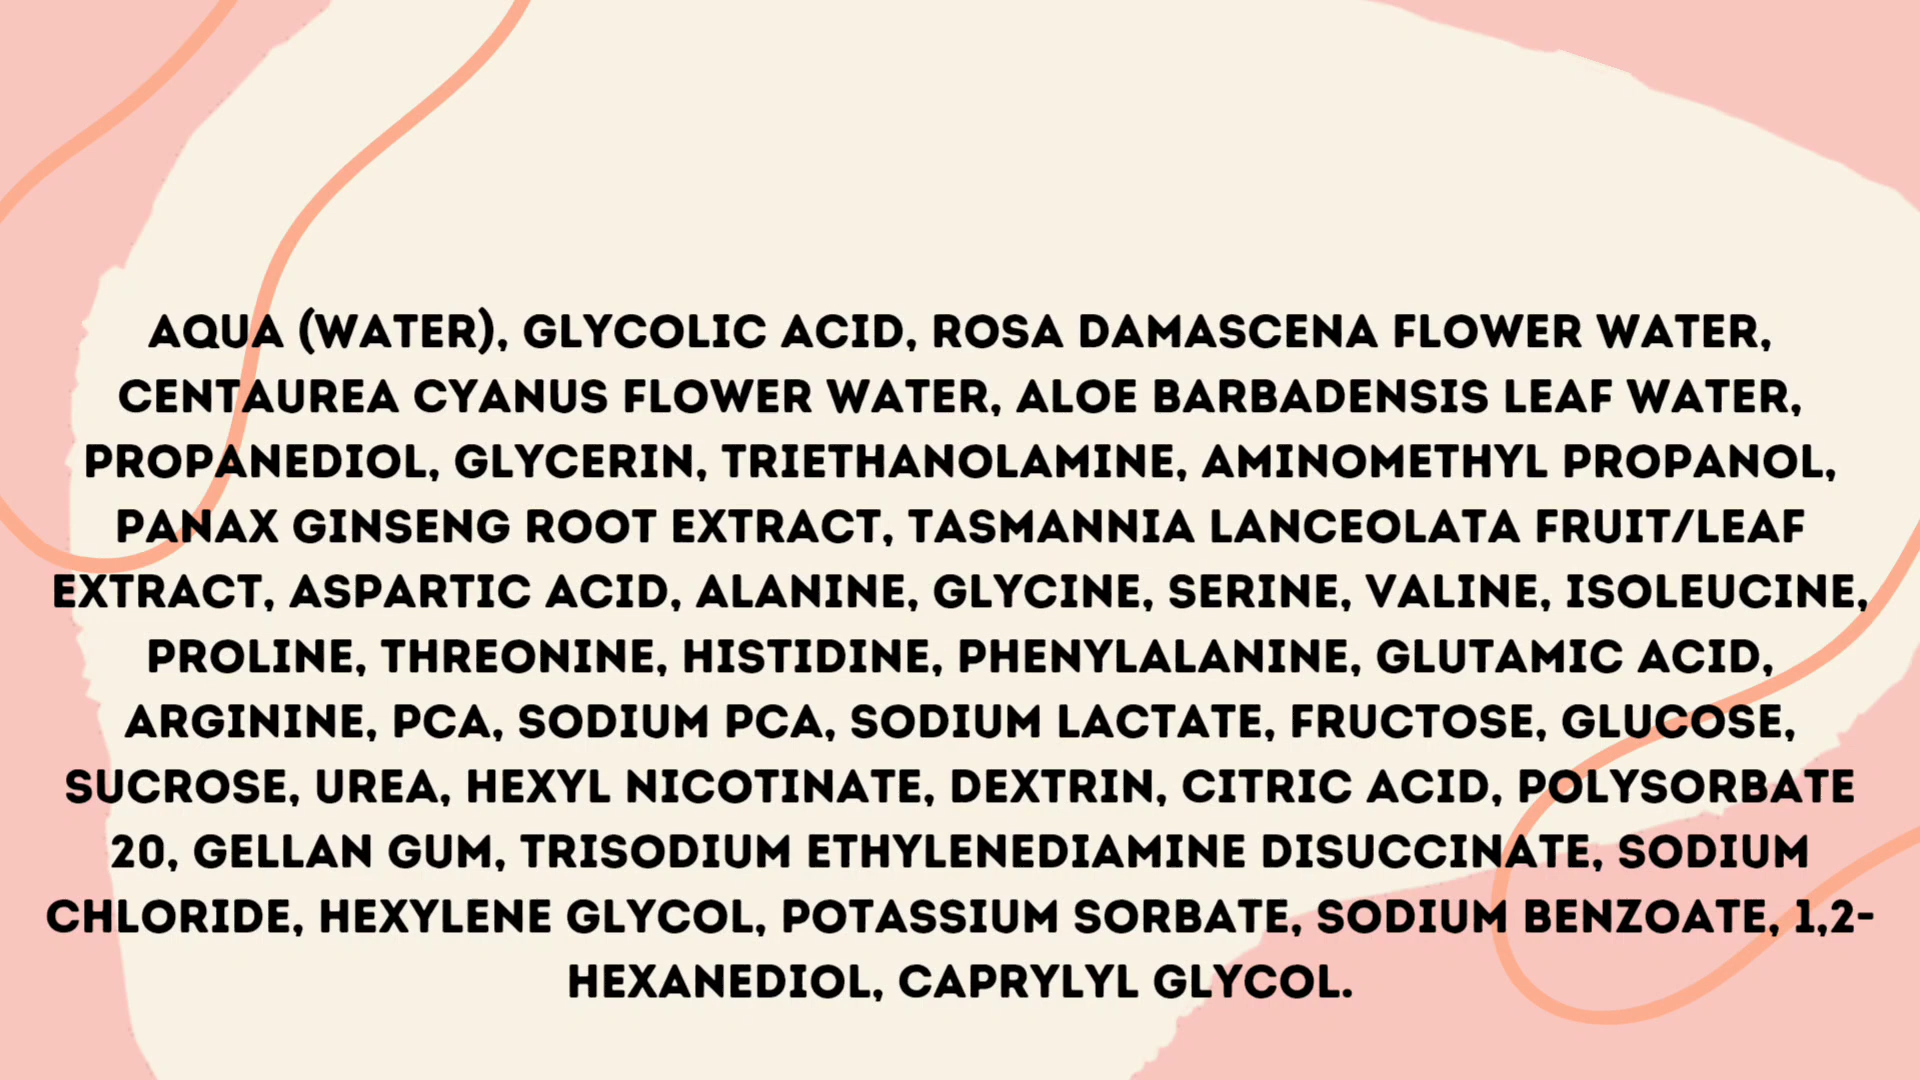 AQUA (WATER), GLYCOLIC ACID, ROSA DAMASCENA FLOWER WATER,
CENTAUREA CYANUS FLOWER WATER, ALOE BARBADENSIS LEAF WATER,
PROPANEDIOL, GLYCERIN, TRIETHANOLAMINE, AMINOMETHYL PROPANOL,
PANAX GINSENG ROOT EXTRACT, TASMANNIA LANCEOLATA FRUIT/LEAF
EXTRACT, ASPARTIC ACID, ALANINE, GLYCINE, SERINE, VALINE, ISOLEUCINE,
PROLINE, THREONINE, HISTIDINE, PHENYLALANINE, GLUTAMIC ACID,
ARGININE, PCA, SODIUM PCA, SODIUM LACTATE, FRUCTOSE, GLUCOSE,
SUCROSE, UREA, HEXYL NICOTINATE, DEXTRIN, CITRIC ACID, POLYSORBATE
20, GELLAN GUM, TRISODIUM ETHYLENEDIAMINE DISUCCINATE, SODIUM
CHLORIDE, HEXYLENE GLYCOL, POTASSIUM SORBATE, SODIUM BENZOATE, 1,2-
HEXANEDIOL, CAPRYLYL GLYCOL.